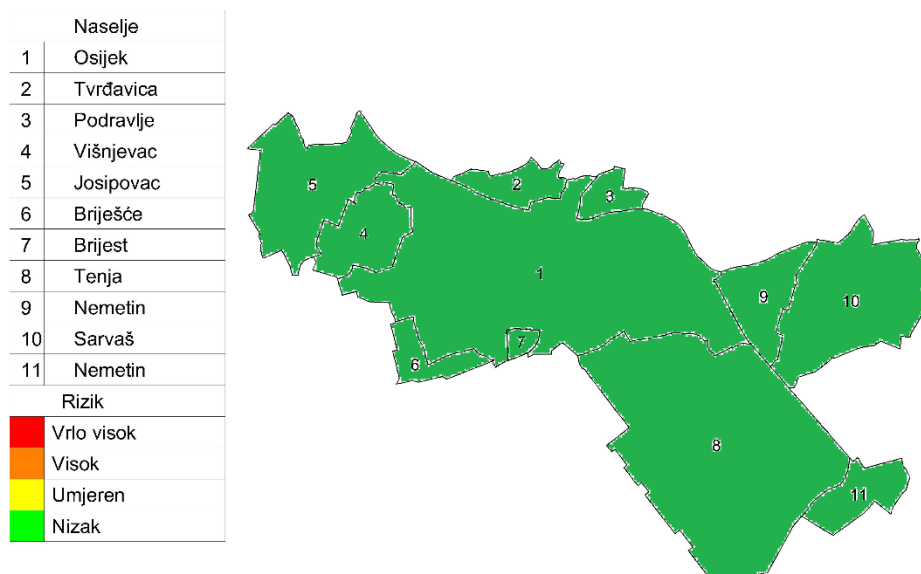 Naselje
1 Osijek
2 Tvrđavica
3 Podravlje
4 Višnjevac
5 Josipovac
6 Briješće
7 Brijest
8 Tenja
9 Nemetin
10 Sarvaš
11 Nemetin
Rizik
Vrlo visok
Visok
Umjeren
Nizak
5
2
3
4
1
9
10
7
6
8
11